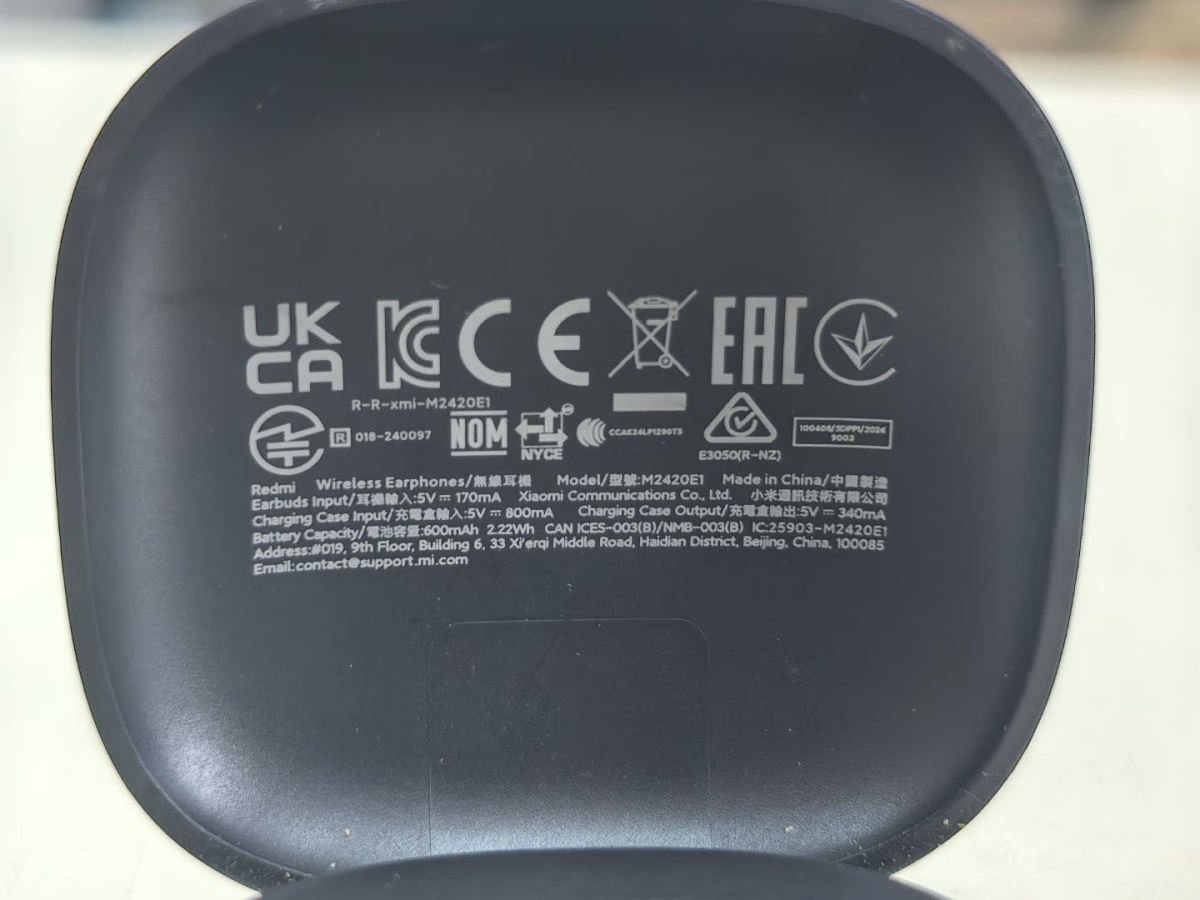 UK
CA
CE
EAC
R-R-xmi-M2420E1
R 018-240097
NOM
NYCE
CCAK24LP1290T5
E3050(R-NZ)
9003
Redmi Wireless Earphones/無線耳機 Model/型號:M2420E1 Made in China/中國製造
Earbuds Input/耳機輸入:5V⎓170mA Xiaomi Communications Co., Ltd. 小米通訊技術有限公司
Charging Case Input/充電盒輸入:5V⎓800mA Charging Case Output/充電盒輸出:5V⎓340mA
Battery Capacity/電池容量:600mAh 2.22Wh CAN ICES-003(B)/NMB-003(B) IC:25903-M2420E1
Address:#019, 9th Floor, Building 6, 33 Xi'erqi Middle Road, Haidian District, Beijing, China, 100085
Email:contact@support.mi.com